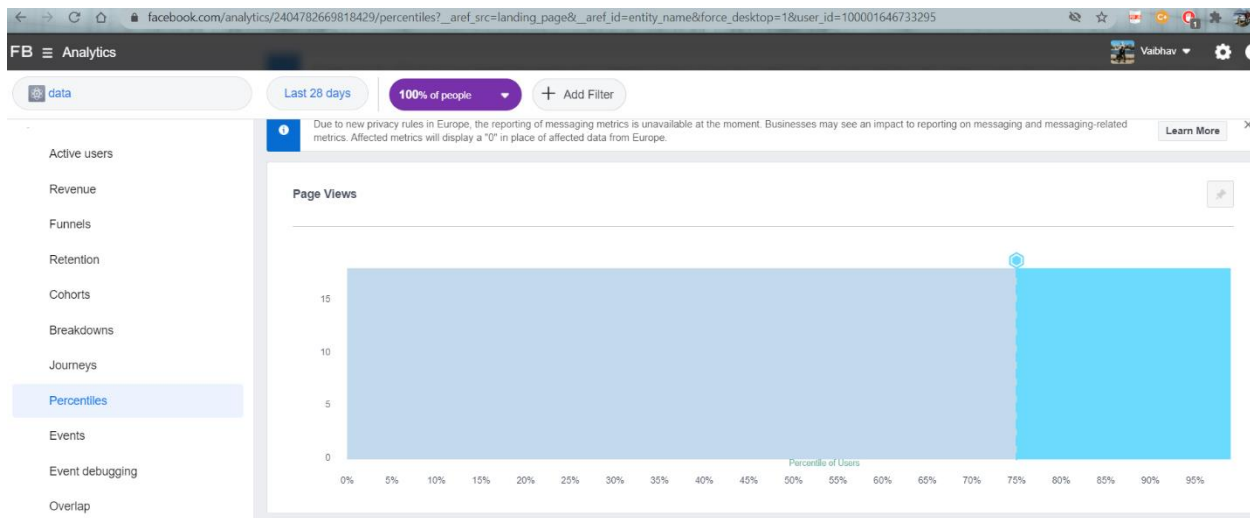 facebook.com/analytics/2404782669818429/percentiles?__aref_src=landing_page&__aref_id=entity_name&force_desktop=1&user_id=100001646733295
FB ≡ Analytics
Vaibhav
data
Last 28 days
100% of people
+ Add Filter
Due to new privacy rules in Europe, the reporting of messaging metrics is unavailable at the moment. Businesses may see an impact to reporting on messaging and messaging-related
metrics. Affected metrics will display a "0" in place of affected data from Europe.
Learn More
Active users
Revenue
Funnels
Retention
Cohorts
Breakdowns
Journeys
Percentiles
Events
Event debugging
Overlap
Page Views
15
10
5
0
Percentile of Users
0% 5% 10% 15% 20% 25% 30% 35% 40% 45% 50% 55% 60% 65% 70% 75% 80% 85% 90% 95%